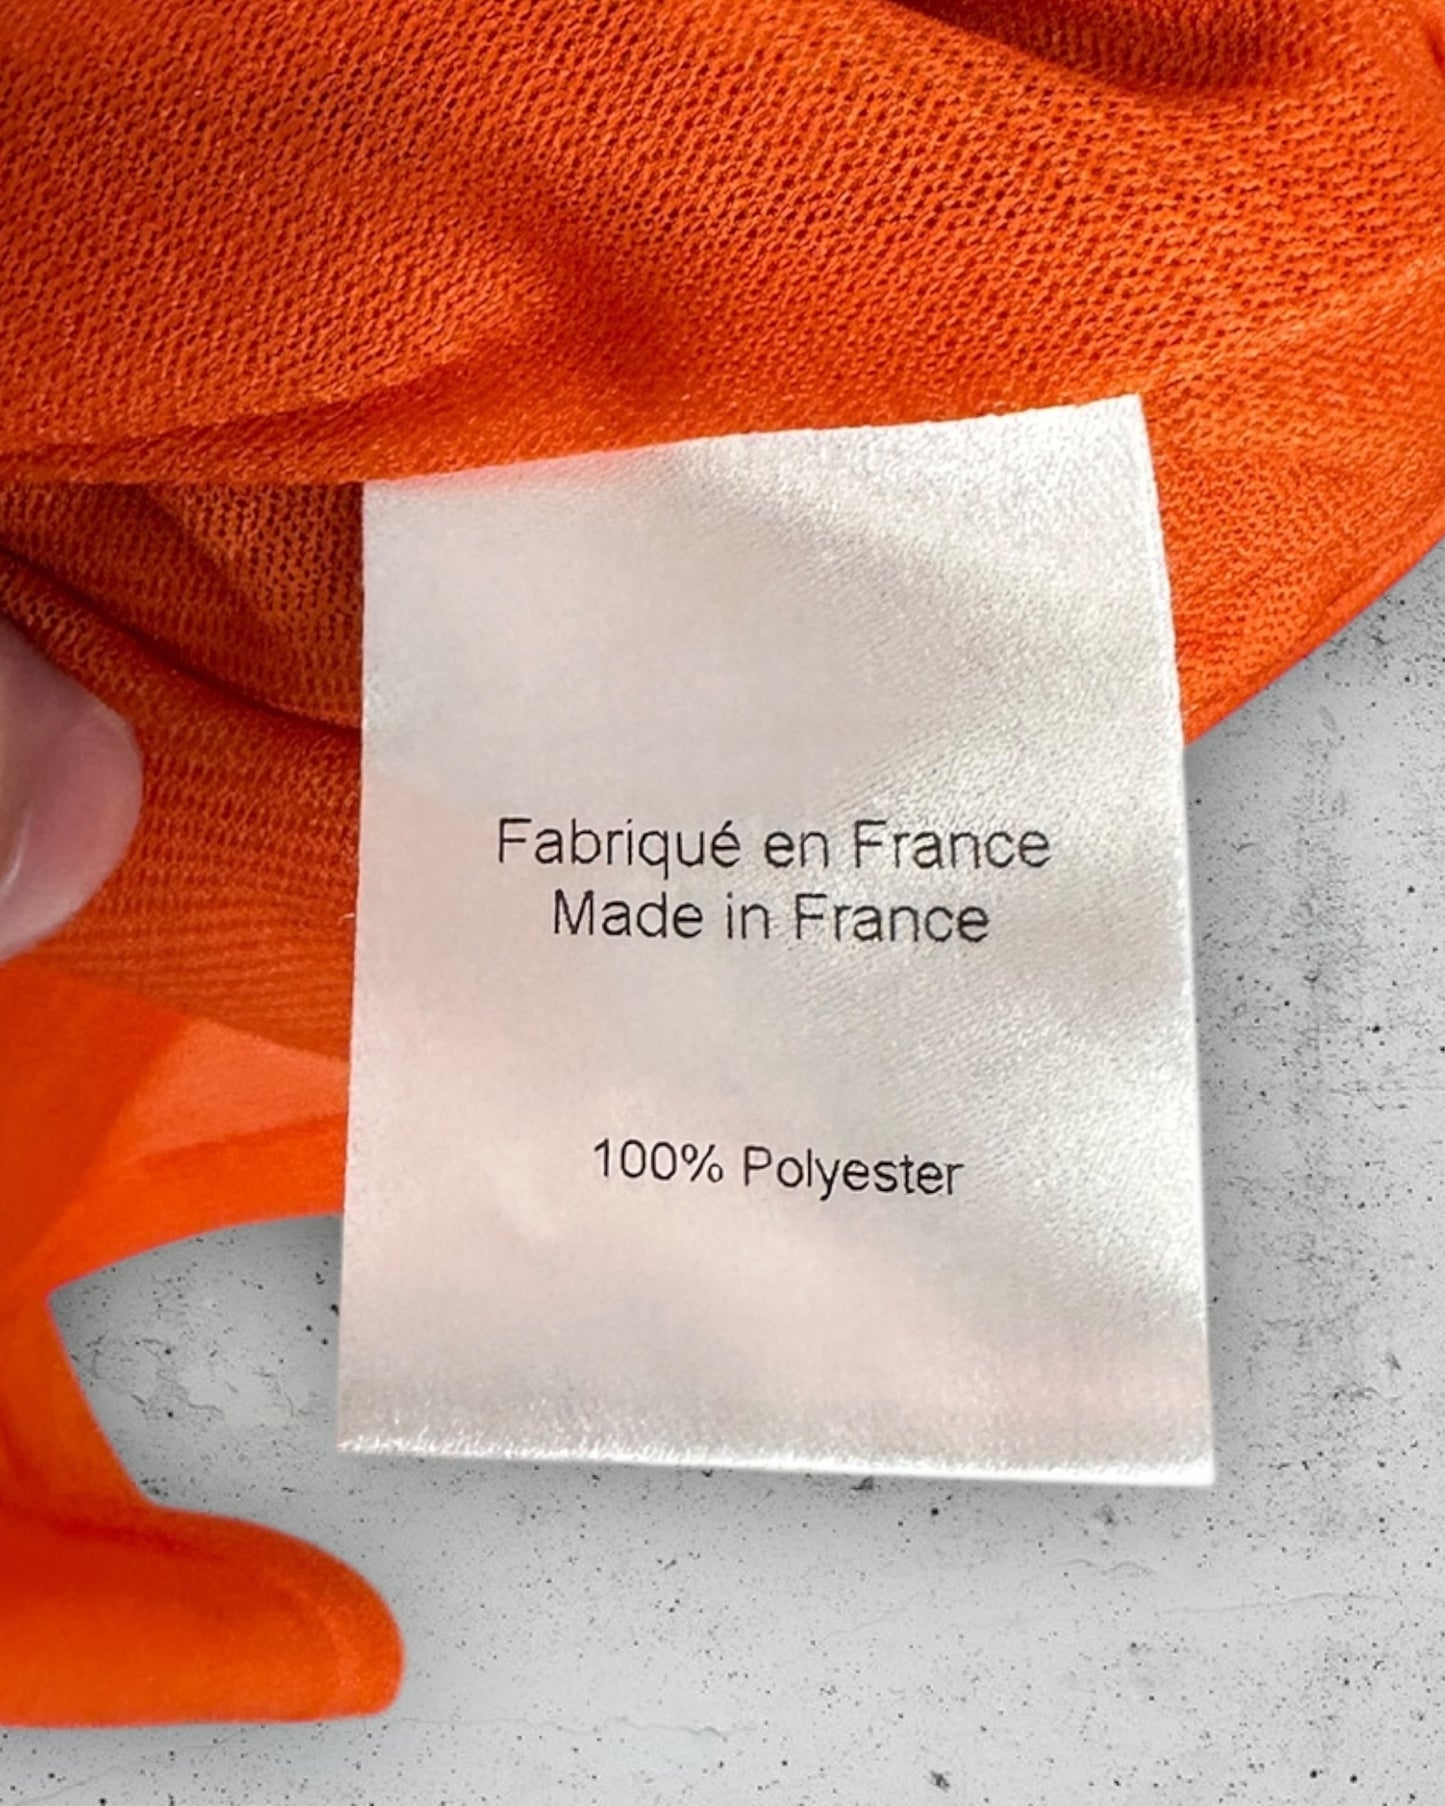 Fabriqué en France
Made in France
100% Polyester